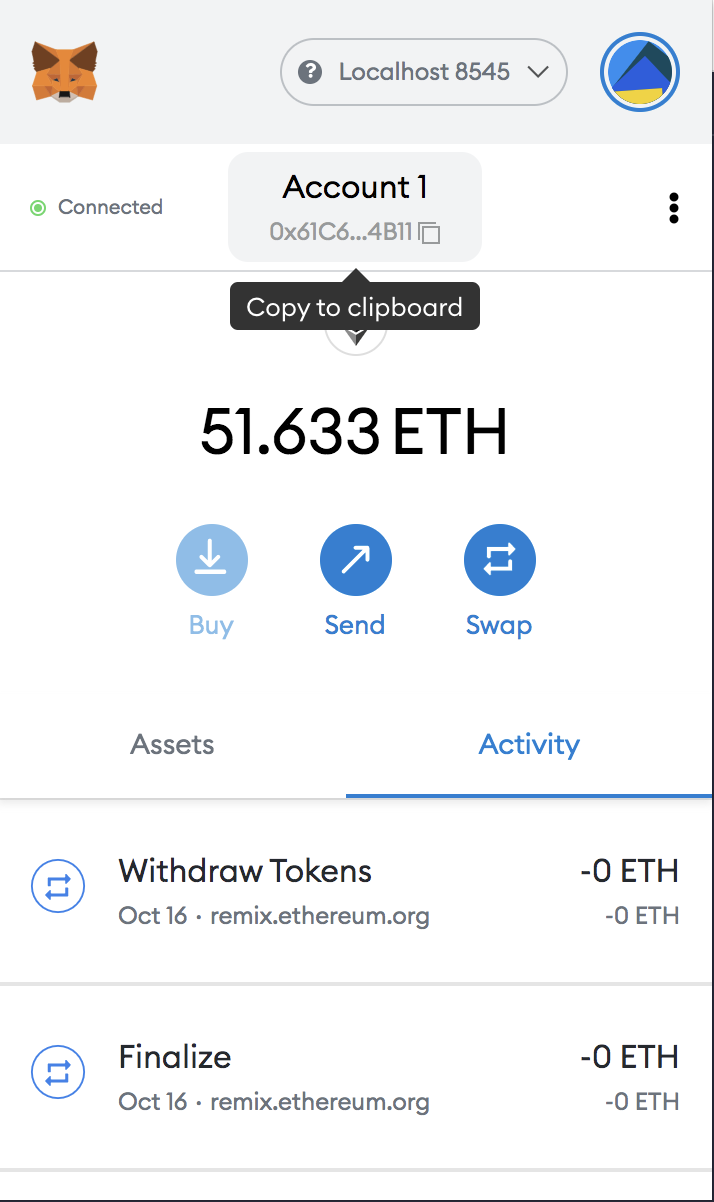 ? Localhost 8545
Connected
Account 1
0x61C6...4B11
Copy to clipboard
51.633 ETH
Buy
Send
Swap
Assets
Activity
Withdraw Tokens
-0 ETH
Oct 16 · remix.ethereum.org
-0 ETH
Finalize
-0 ETH
Oct 16 · remix.ethereum.org
-0 ETH